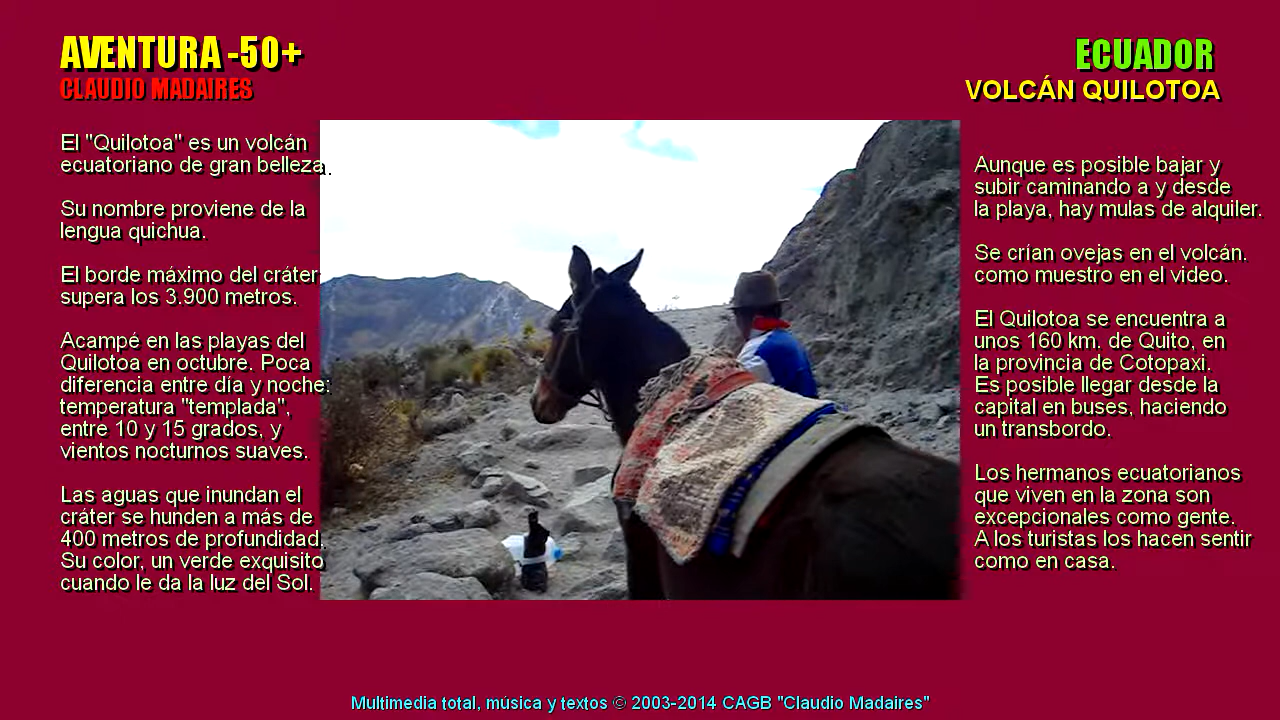 AVENTURA -50+
CLAUDIO MADAIRES
ECUADOR
VOLCÁN QUILOTOA
El "Quilotoa" es un volcán
ecuatoriano de gran belleza.
Su nombre proviene de la
lengua quichua.
El borde máximo del cráter
supera los 3.900 metros.
Acampé en las playas del
Quilotoa en octubre. Poca
diferencia entre día y noche:
temperatura "templada",
entre 10 y 15 grados, y
vientos nocturnos suaves.
Las aguas que inundan el
cráter se hunden a más de
400 metros de profundidad.
Su color, un verde exquisito
cuando le da la luz del Sol.
Aunque es posible bajar y
subir caminando a y desde
la playa, hay mulas de alquiler.
Se crían ovejas en el volcán.
como muestro en el video.
El Quilotoa se encuentra a
unos 160 km. de Quito, en
la provincia de Cotopaxi.
Es posible llegar desde la
capital en buses, haciendo
un transbordo.
Los hermanos ecuatorianos
que viven en la zona son
excepcionales como gente.
A los turistas los hacen sentir
como en casa.
Multimedia total, música y textos © 2003-2014 CAGB "Claudio Madaires"